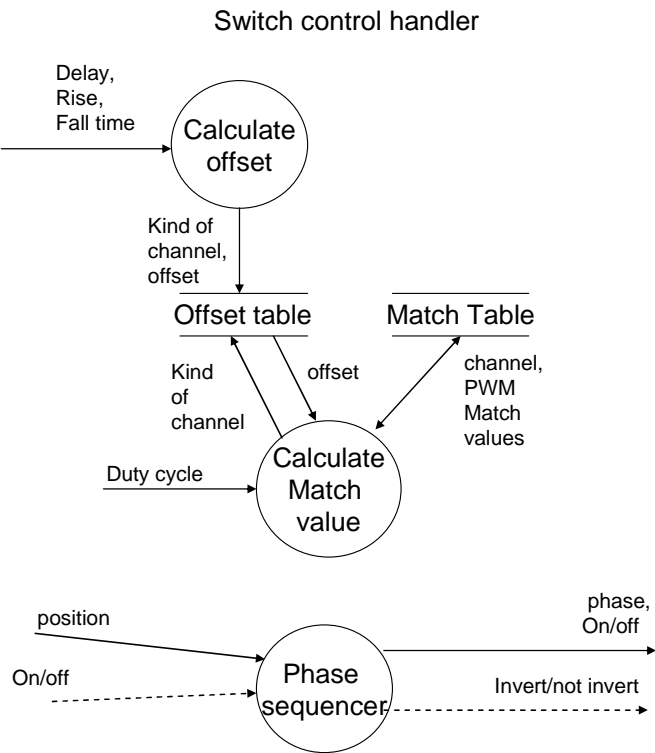 Switch control handler
Delay,
Rise,
Fall time
Calculate
offset
Kind of
channel,
offset
Offset table
Match Table
Kind
of
channel
offset
channel,
PWM
Match
values
Duty cycle
Calculate
Match
value
position
On/off
Phase
sequencer
phase,
On/off
Invert/not invert